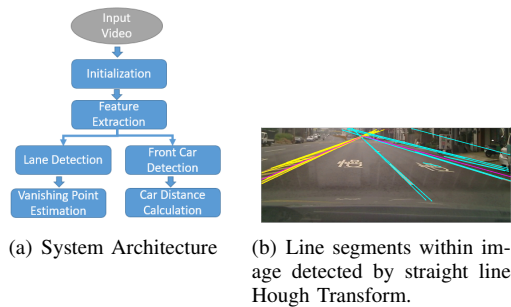 Input
Video
Initialization
Feature
Extraction
Lane Detection
Front Car
Detection
Vanishing Point
Estimation
Car Distance
Calculation
(a) System Architecture
(b) Line segments within im-
age detected by straight line
Hough Transform.